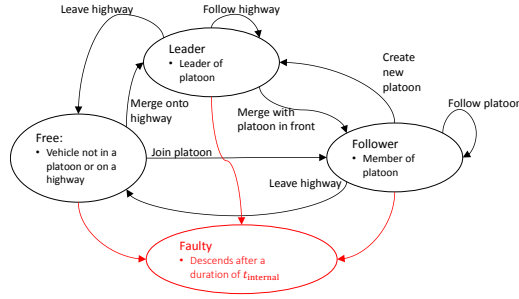 Leave highway
Follow highway
Leader
• Leader of
platoon
Create
new
platoon
Merge onto
highway
Merge with
platoon in front
Follow platoon
Free:
• Vehicle not in a
platoon or on a
highway
Join platoon
Follower
• Member of
platoon
Leave highway
Faulty
• Descends after a
duration of t_internal